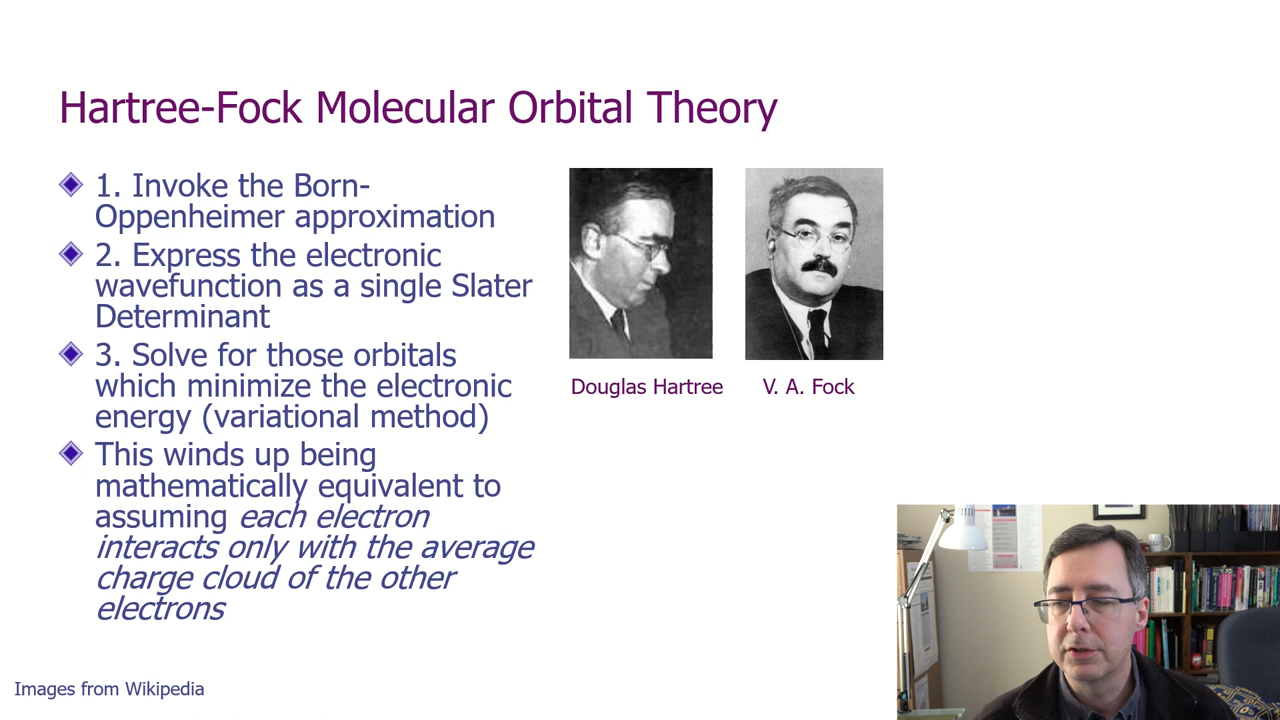 Hartree-Fock Molecular Orbital Theory
1. Invoke the Born-
Oppenheimer approximation
2. Express the electronic
wavefunction as a single Slater
Determinant
3. Solve for those orbitals
which minimize the electronic
energy (variational method)
This winds up being
mathematically equivalent to
assuming each electron
interacts only with the average
charge cloud of the other
electrons
Douglas Hartree
V. A. Fock
Images from Wikipedia